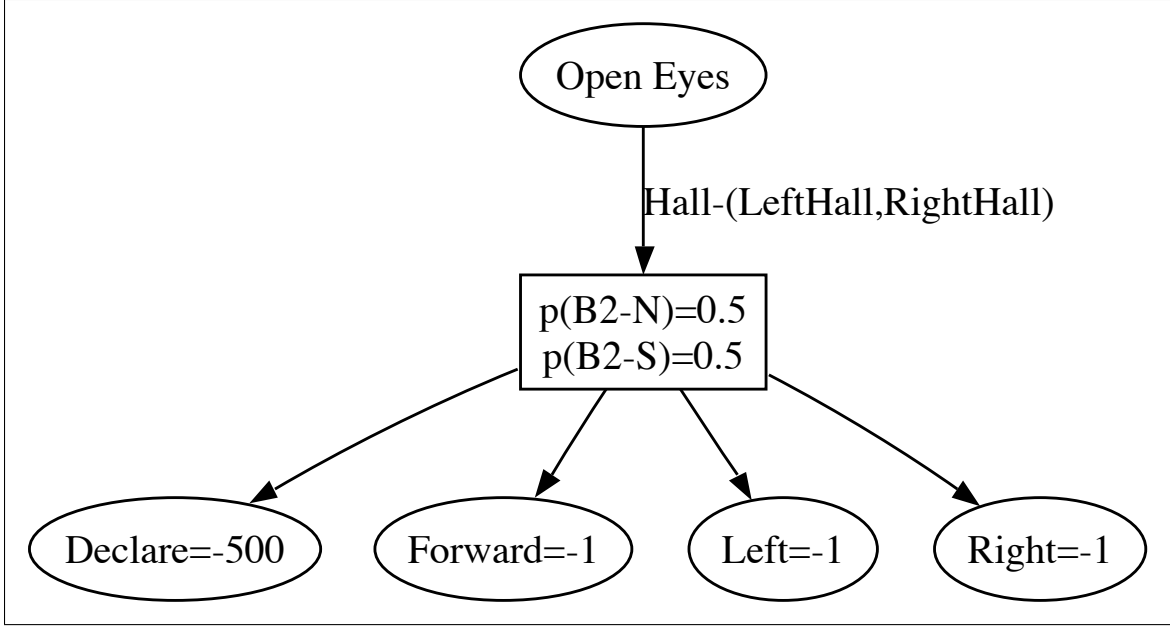 Open Eyes
Hall-(LeftHall,RightHall)
p(B2-N)=0.5
p(B2-S)=0.5
Declare=-500
Forward=-1
Left=-1
Right=-1